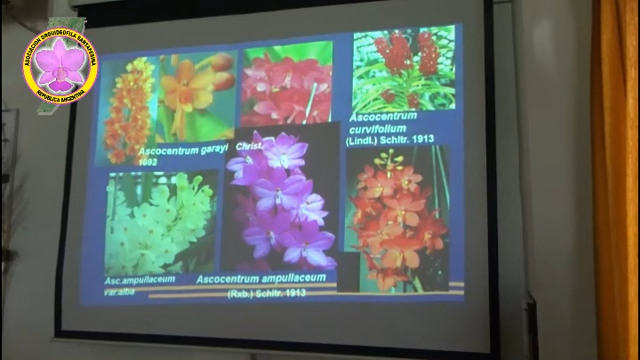 ASOCIACION ORQUIDEOFILA SANTAFESINA
REPUBLICA ARGENTINA
Ascocentrum garayi Christ.
1992
Ascocentrum
curvifolium
(Lindl.) Schltr. 1913
Asc.ampullaceum
var.alba
Ascocentrum ampullaceum
(Rxb.) Schltr. 1913